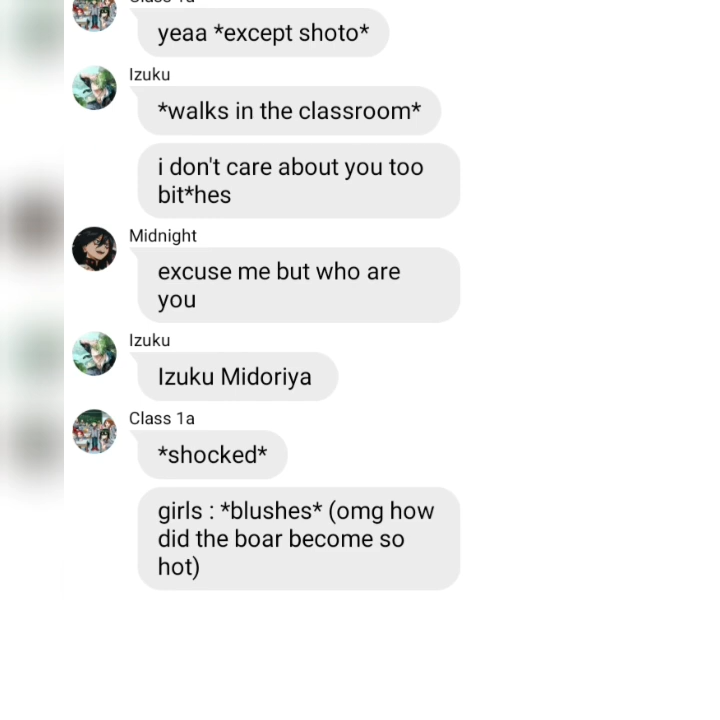 Class 1a
yeaa *except shoto*
Izuku
*walks in the classroom*
i don't care about you too
bit*hes
Midnight
excuse me but who are
you
Izuku
Izuku Midoriya
Class 1a
*shocked*
girls : *blushes* (omg how
did the boar become so
hot)